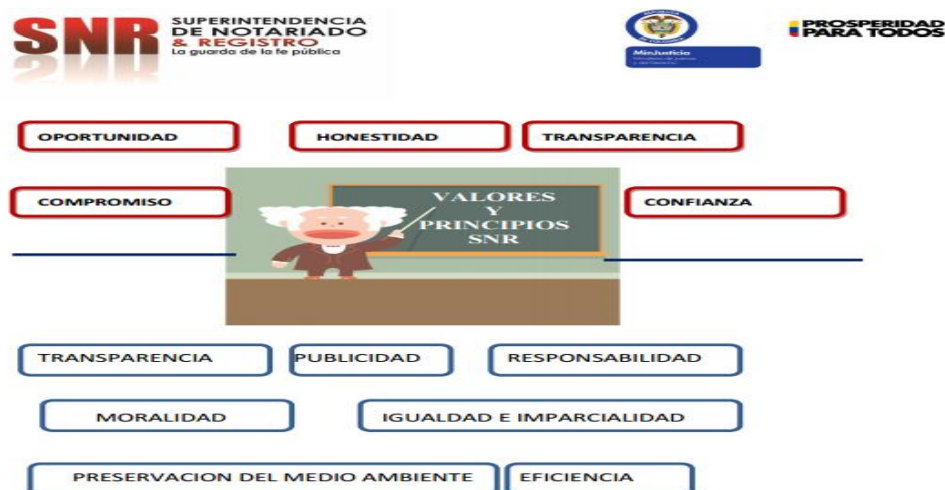 SNR SUPERINTENDENCIA
DE NOTARIADO
& REGISTRO
La guarda de la fe pública
MinJusticia
PROSPERIDAD
PARA TODOS
OPORTUNIDAD
HONESTIDAD
TRANSPARENCIA
COMPROMISO
VALORES
Y
PRINCIPIOS
SNR
CONFIANZA
TRANSPARENCIA
PUBLICIDAD
RESPONSABILIDAD
MORALIDAD
IGUALDAD E IMPARCIALIDAD
PRESERVACION DEL MEDIO AMBIENTE
EFICIENCIA